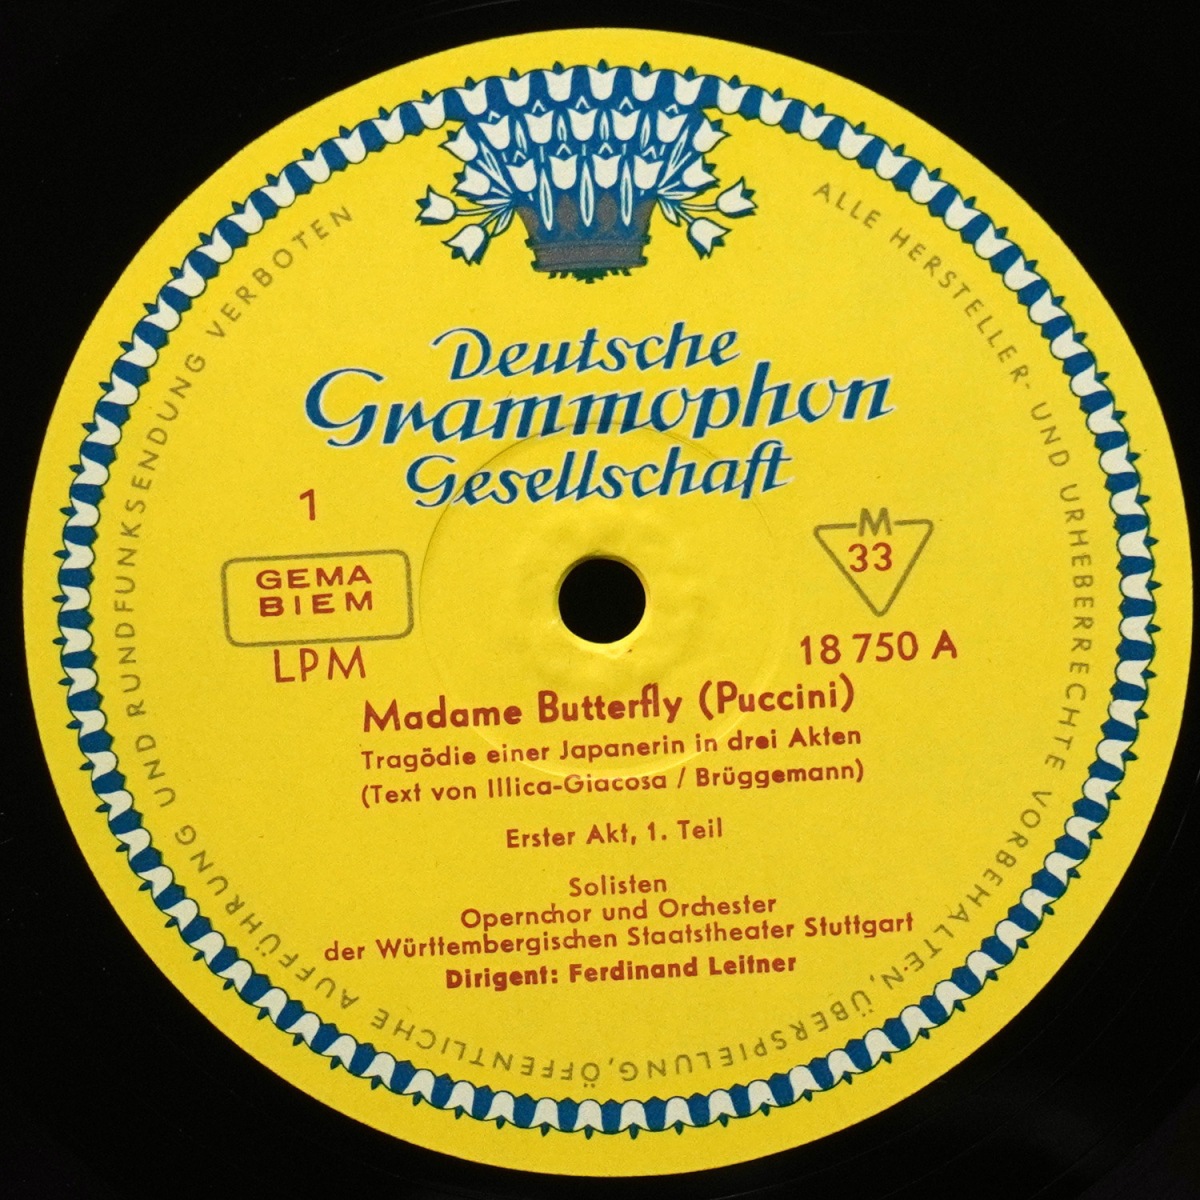 Deutsche
Grammophon
Gesellschaft
1
GEMA
BIEM
LPM
M
33
18 750 A
Madame Butterfly (Puccini)
Tragödie einer Japanerin in drei Akten
(Text von Illica-Giacosa / Brüggemann)
Erster Akt, 1. Teil
Solisten
Opernchor und Orchester
der Württembergischen Staatstheater Stuttgart
Dirigent: Ferdinand Leitner
ALLE HERSTELLER- UND URHEBERRECHTE VORBEHALTEN, ÜBERSPIELUNG, ÖFFENTLICHE AUFFÜHRUNG UND RUNDFUNKSENDUNG VERBOTEN